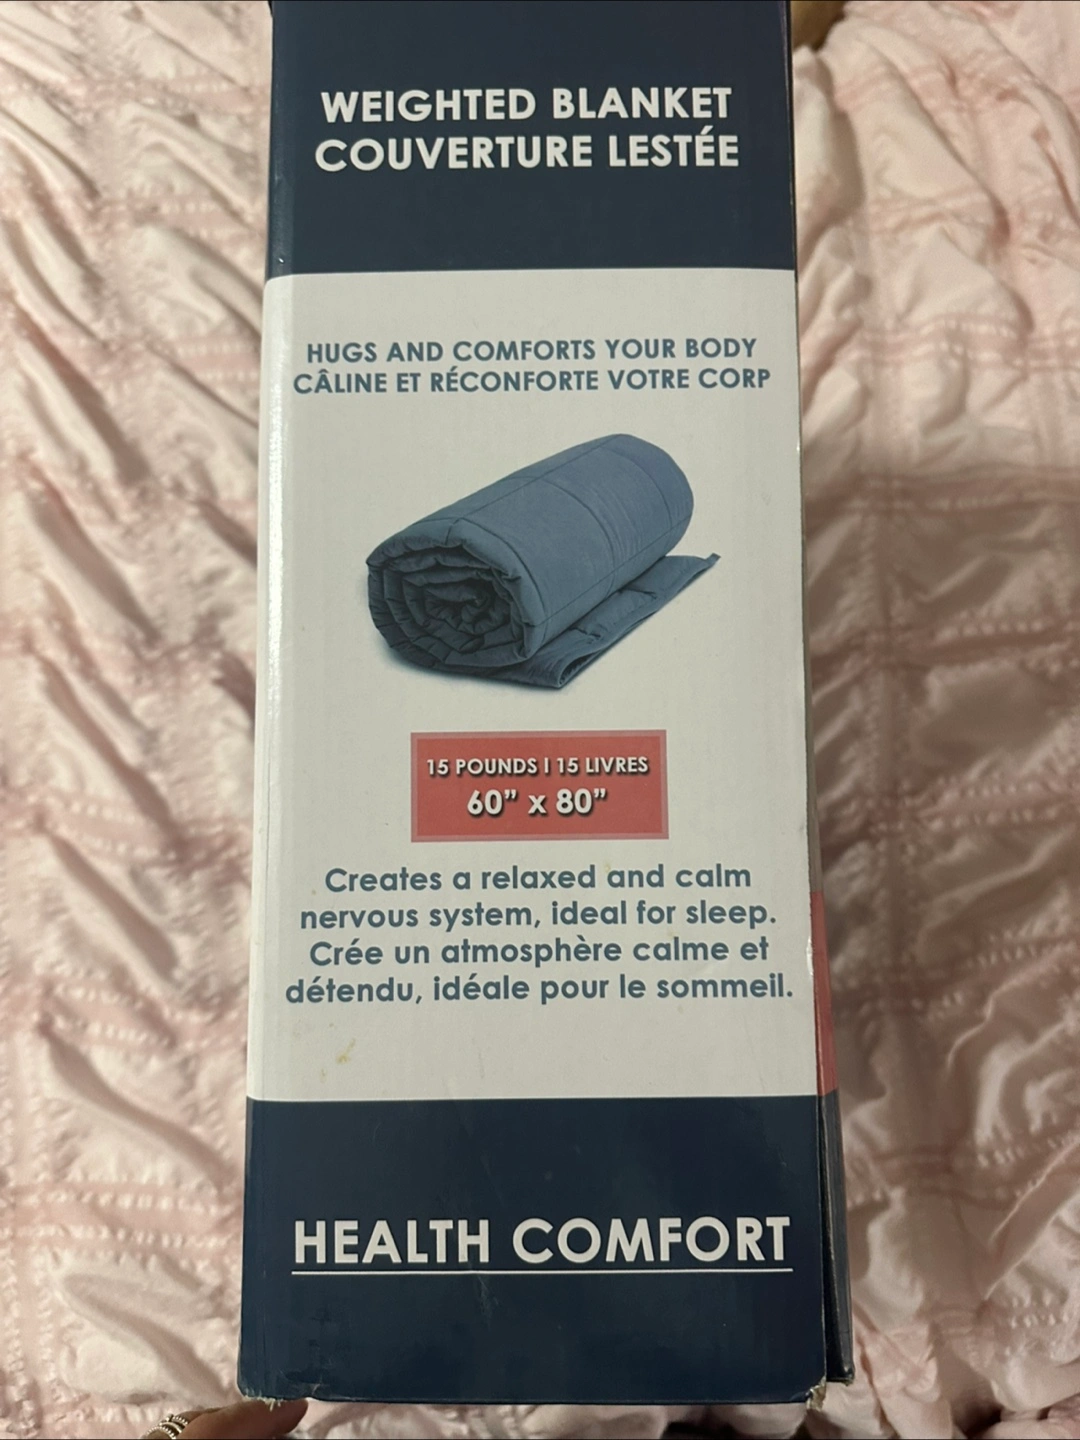 WEIGHTED BLANKET
COUVERTURE LESTÉE
HUGS AND COMFORTS YOUR BODY
CÂLINE ET RÉCONFORTE VOTRE CORP
15 POUNDS | 15 LIVRES
60” x 80”
Creates a relaxed and calm
nervous system, ideal for sleep.
Crée un atmosphère calme et
détendu, idéale pour le sommeil.
HEALTH COMFORT